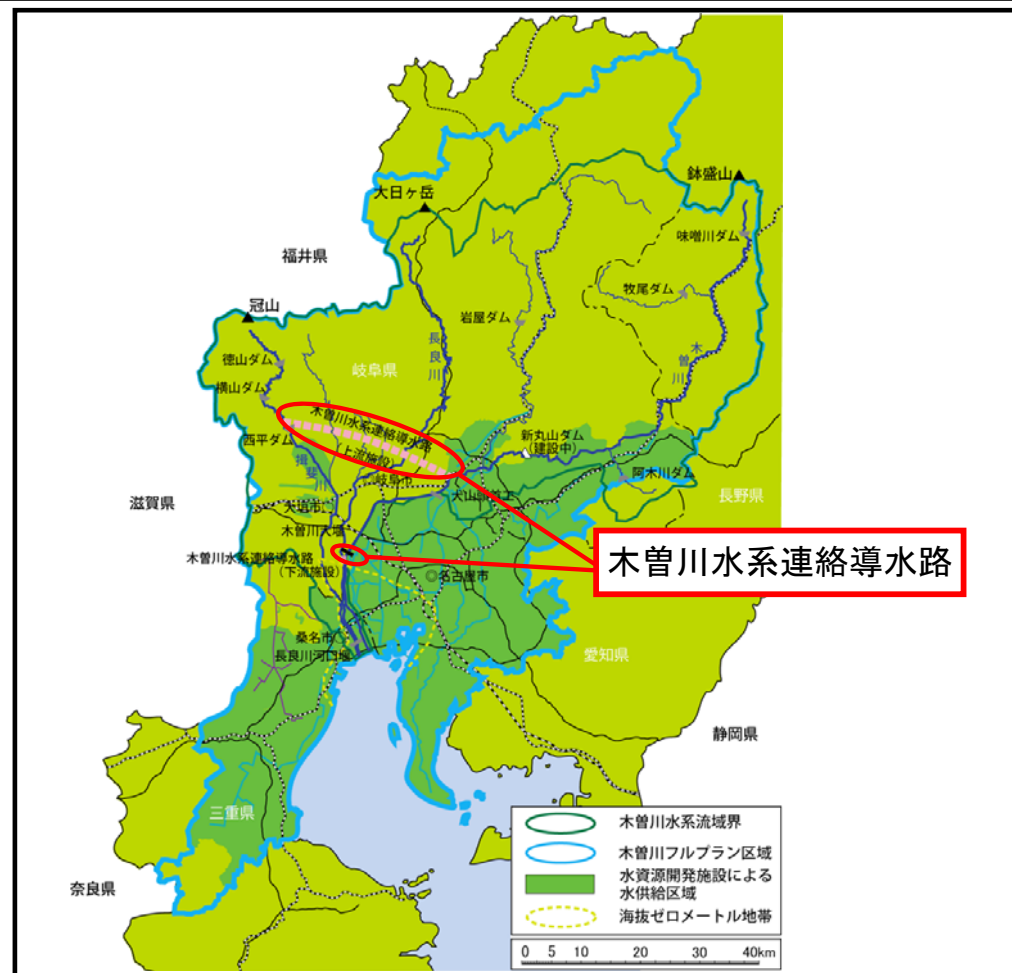 鉢盛山
大日ヶ岳
味噌川ダム
福井県
牧尾ダム
冠山
岩屋ダム
長良川
木曽川
徳山ダム
岐阜県
横山ダム
木曽川水系連絡導水路
(上流施設)
西平ダム
新丸山ダム
(建設中)
揖斐川
岐阜市
阿木川ダム
長野県
滋賀県
大垣市
犬山頭首工
木曽川大堰
木曽川水系連絡導水路
(下流施設)
木曽川水系連絡導水路
名古屋市
桑名市
長良川河口堰
愛知県
静岡県
三重県
奈良県
木曽川水系流域界
木曽川フルプラン区域
水資源開発施設による
水供給区域
海抜ゼロメートル地帯
0 5 10 20 30 40km